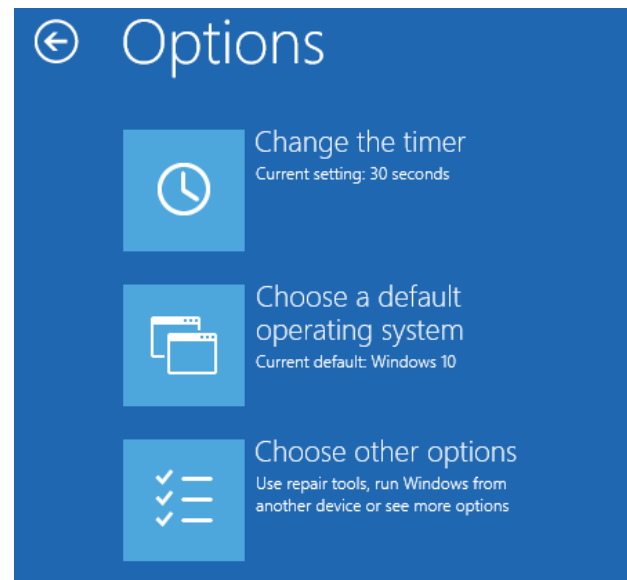 Options
Change the timer
Current setting: 30 seconds
Choose a default
operating system
Current default: Windows 10
Choose other options
Use repair tools, run Windows from
another device or see more options